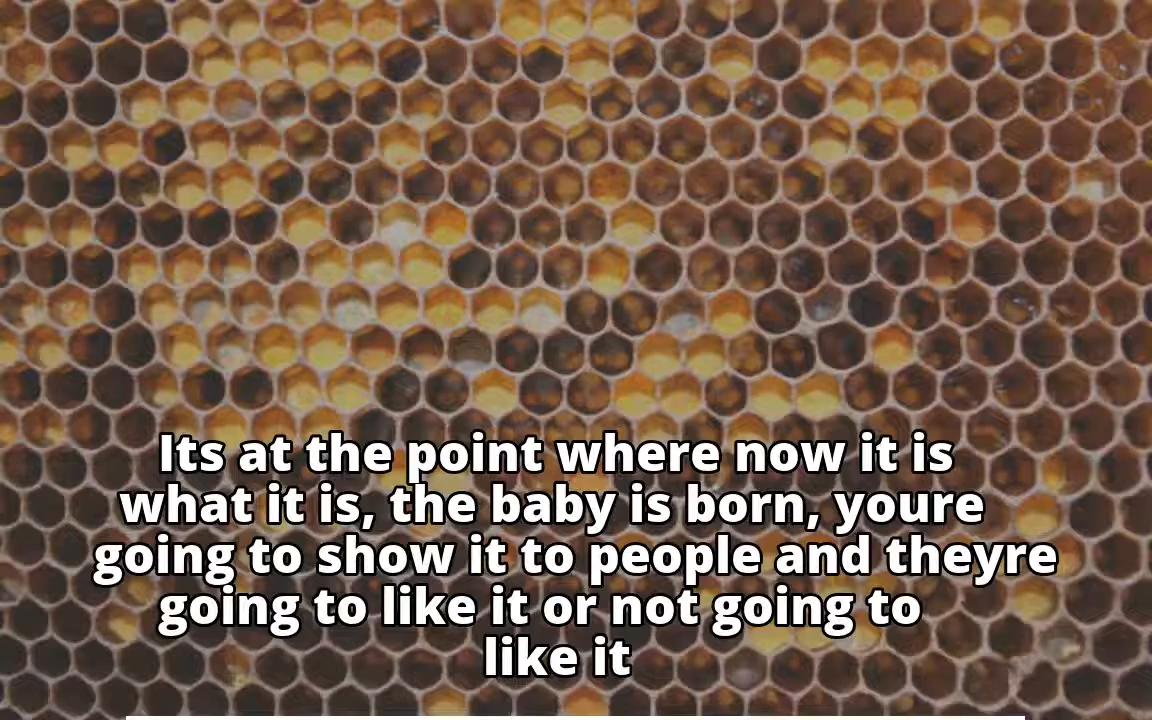 Its at the point where now it is
what it is, the baby is born, youre
going to show it to people and theyre
going to like it or not going to
like it